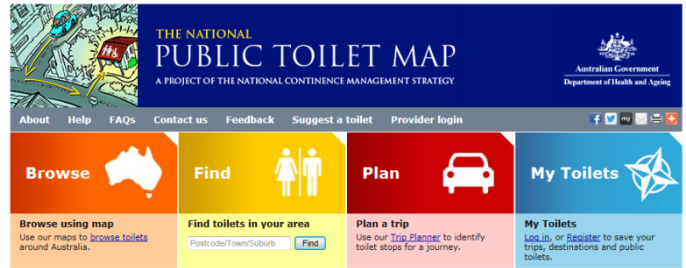 THE NATIONAL
PUBLIC TOILET MAP
A PROJECT OF THE NATIONAL CONTINENCE MANAGEMENT STRATEGY
Australian Government
Department of Health and Ageing
About Help FAQs Contact us Feedback Suggest a toilet Provider login
my
Browse
Find
Plan
My Toilets
Browse using map
Use our maps to browse toilets
around Australia.
Find toilets in your area
Postcode/Town/Suburb Find
Plan a trip
Use our Trip Planner to identify
toilet stops for a journey.
My Toilets
Log in, or Register to save your
trips, destinations and public
toilets.